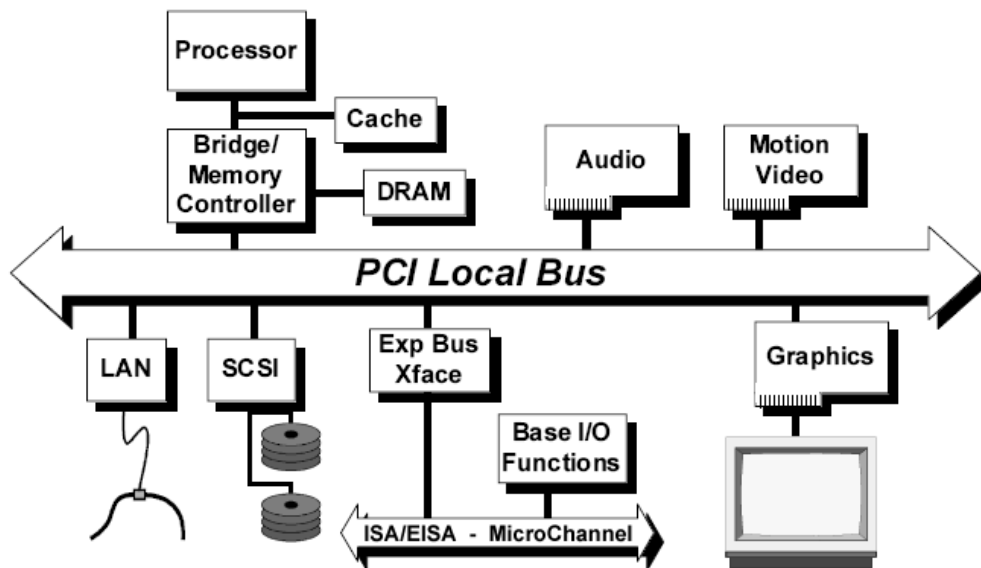 Processor
Cache
Bridge/
Memory
Controller
DRAM
Audio
Motion
Video
PCI Local Bus
LAN
SCSI
Exp Bus
Xface
Graphics
Base I/O
Functions
ISA/EISA - MicroChannel